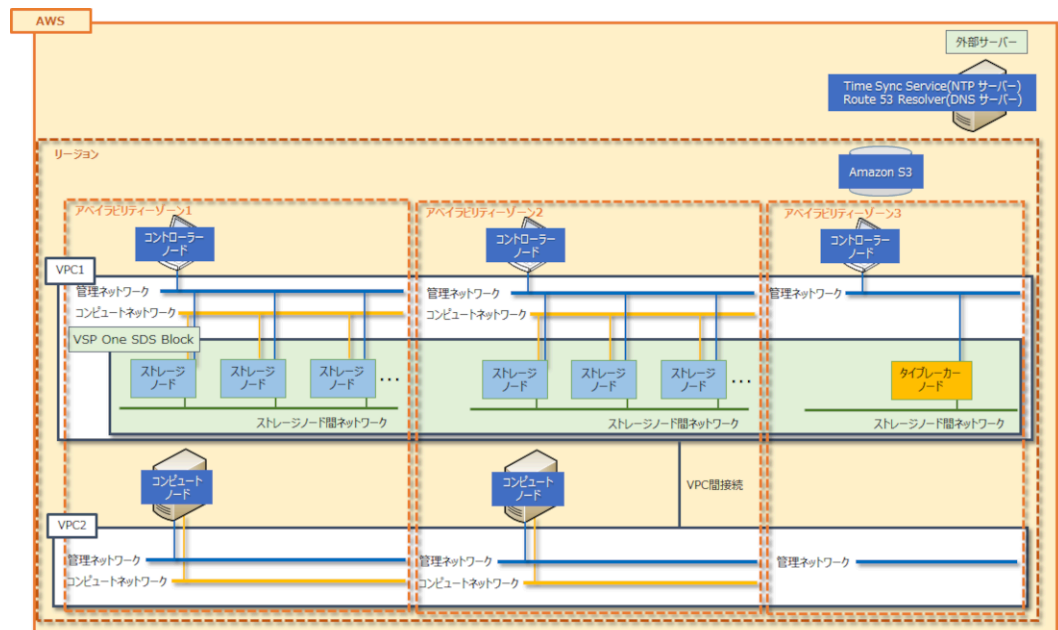 AWS
外部サーバー
Time Sync Service(NTP サーバー)
Route 53 Resolver(DNS サーバー)
リージョン
Amazon S3
アベイラビリティーゾーン1
アベイラビリティーゾーン2
アベイラビリティーゾーン3
コントローラー
ノード
コントローラー
ノード
コントローラー
ノード
VPC1
管理ネットワーク
管理ネットワーク
管理ネットワーク
コンピュートネットワーク
コンピュートネットワーク
VSP One SDS Block
ストレージ
ノード
ストレージ
ノード
ストレージ
ノード
...
ストレージ
ノード
ストレージ
ノード
ストレージ
ノード
...
タイブレーカー
ノード
ストレージノード間ネットワーク
ストレージノード間ネットワーク
ストレージノード間ネットワーク
コンピュート
ノード
コンピュート
ノード
VPC間接続
VPC2
管理ネットワーク
管理ネットワーク
管理ネットワーク
コンピュートネットワーク
コンピュートネットワーク